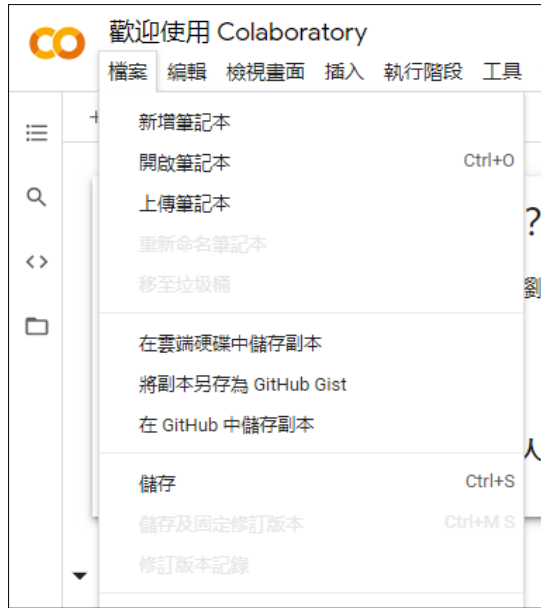 CO 歡迎使用 Colaboratory
檔案 編輯 檢視畫面 插入 執行階段 工具
+
新增筆記本
開啟筆記本 Ctrl+O
上傳筆記本
?
重新命名筆記本
移至垃圾桶
劉
在雲端硬碟中儲存副本
將副本另存為 GitHub Gist
在 GitHub 中儲存副本
人
儲存 Ctrl+S
儲存及固定修訂版本 Ctrl+M S
修訂版本記錄